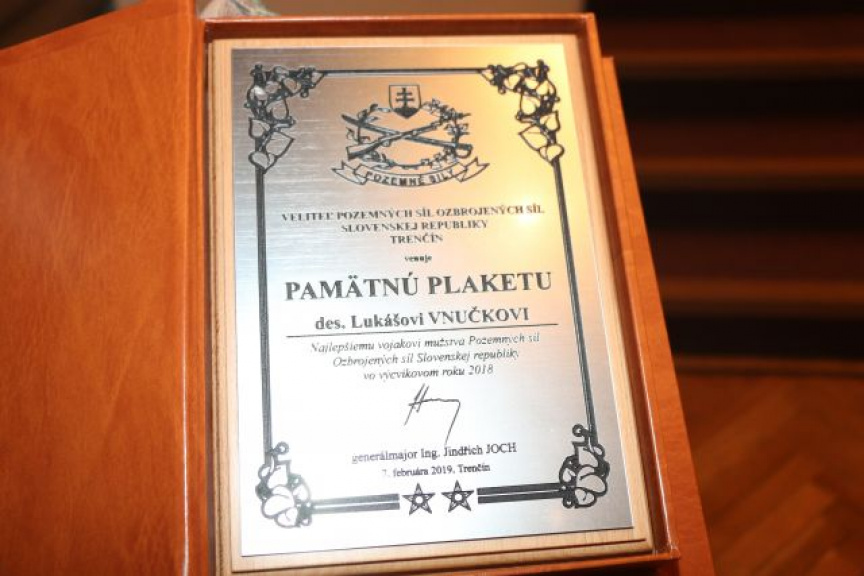 POZEMNÉ SILY
VELITEĽ POZEMNÝCH SÍL OZBROJENÝCH SÍL
SLOVENSKEJ REPUBLIKY
TRENČÍN
venuje
PAMÄTNÚ PLAKETU
des. Lukášovi VNUČKOVI
Najlepšiemu vojakovi mužstva Pozemných síl
Ozbrojených síl Slovenskej republiky
vo výcvikovom roku 2018
generálmajor Ing. Jindřich JOCH
7. februára 2019, Trenčín